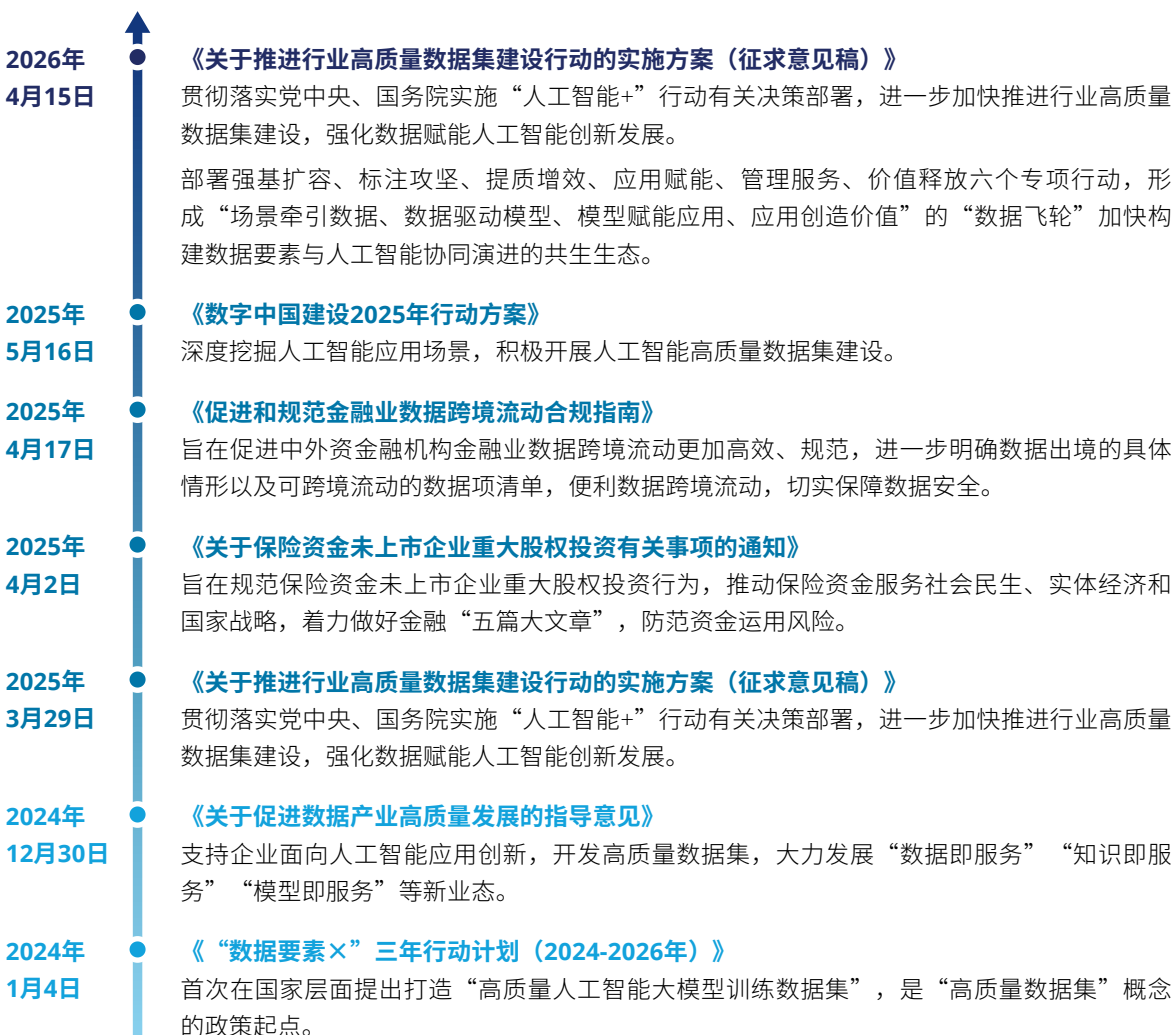 2026年
4月15日
《关于推进行业高质量数据集建设行动的实施方案（征求意见稿）》
贯彻落实党中央、国务院实施“人工智能+”行动有关决策部署，进一步加快推进行业高质量
数据集建设，强化数据赋能人工智能创新发展。
部署强基扩容、标注攻坚、提质增效、应用赋能、管理服务、价值释放六个专项行动，形
成“场景牵引数据、数据驱动模型、模型赋能应用、应用创造价值”的“数据飞轮”加快构
建数据要素与人工智能协同演进的共生生态。
2025年
5月16日
《数字中国建设2025年行动方案》
深度挖掘人工智能应用场景，积极开展人工智能高质量数据集建设。
2025年
4月17日
《促进和规范金融业数据跨境流动合规指南》
旨在促进中外资金融机构金融业数据跨境流动更加高效、规范，进一步明确数据出境的具体
情形以及可跨境流动的数据项清单，便利数据跨境流动，切实保障数据安全。
2025年
4月2日
《关于保险资金未上市企业重大股权投资有关事项的通知》
旨在规范保险资金未上市企业重大股权投资行为，推动保险资金服务社会民生、实体经济和
国家战略，着力做好金融“五篇大文章”，防范资金运用风险。
2025年
3月29日
《关于推进行业高质量数据集建设行动的实施方案（征求意见稿）》
贯彻落实党中央、国务院实施“人工智能+”行动有关决策部署，进一步加快推进行业高质量
数据集建设，强化数据赋能人工智能创新发展。
2024年
12月30日
《关于促进数据产业高质量发展的指导意见》
支持企业面向人工智能应用创新，开发高质量数据集，大力发展“数据即服务”“知识即服
务”“模型即服务”等新业态。
2024年
1月4日
《“数据要素×”三年行动计划（2024-2026年）》
首次在国家层面提出打造“高质量人工智能大模型训练数据集”，是“高质量数据集”概念
的政策起点。